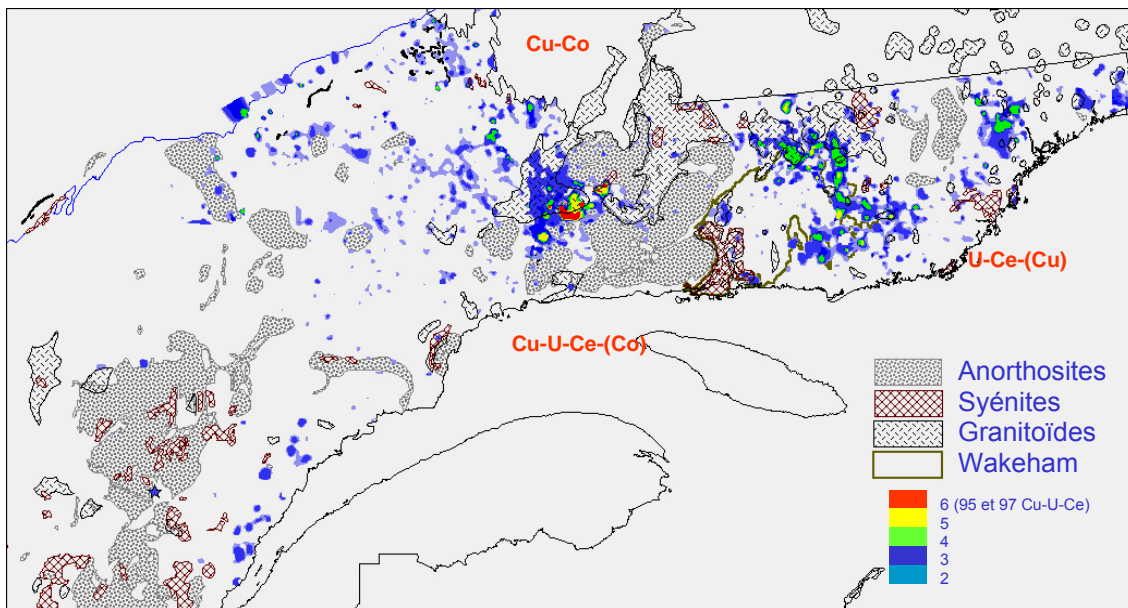 Cu-Co
U-Ce-(Cu)
Cu-U-Ce-(Co)
Anorthosites
Syénites
Granitoïdes
Wakeham
6 (95 et 97 Cu-U-Ce)
5
4
3
2